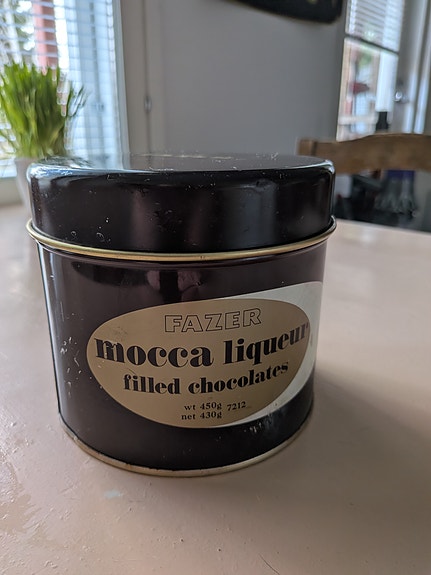 FAZER
mocca liqueur
filled chocolates
wt 450g 7212
net 430g